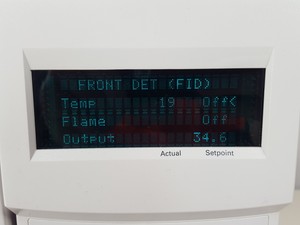 FRONT DET (FID)
Temp 19 Off<
Flame Off
Output 34.6
Actual Setpoint